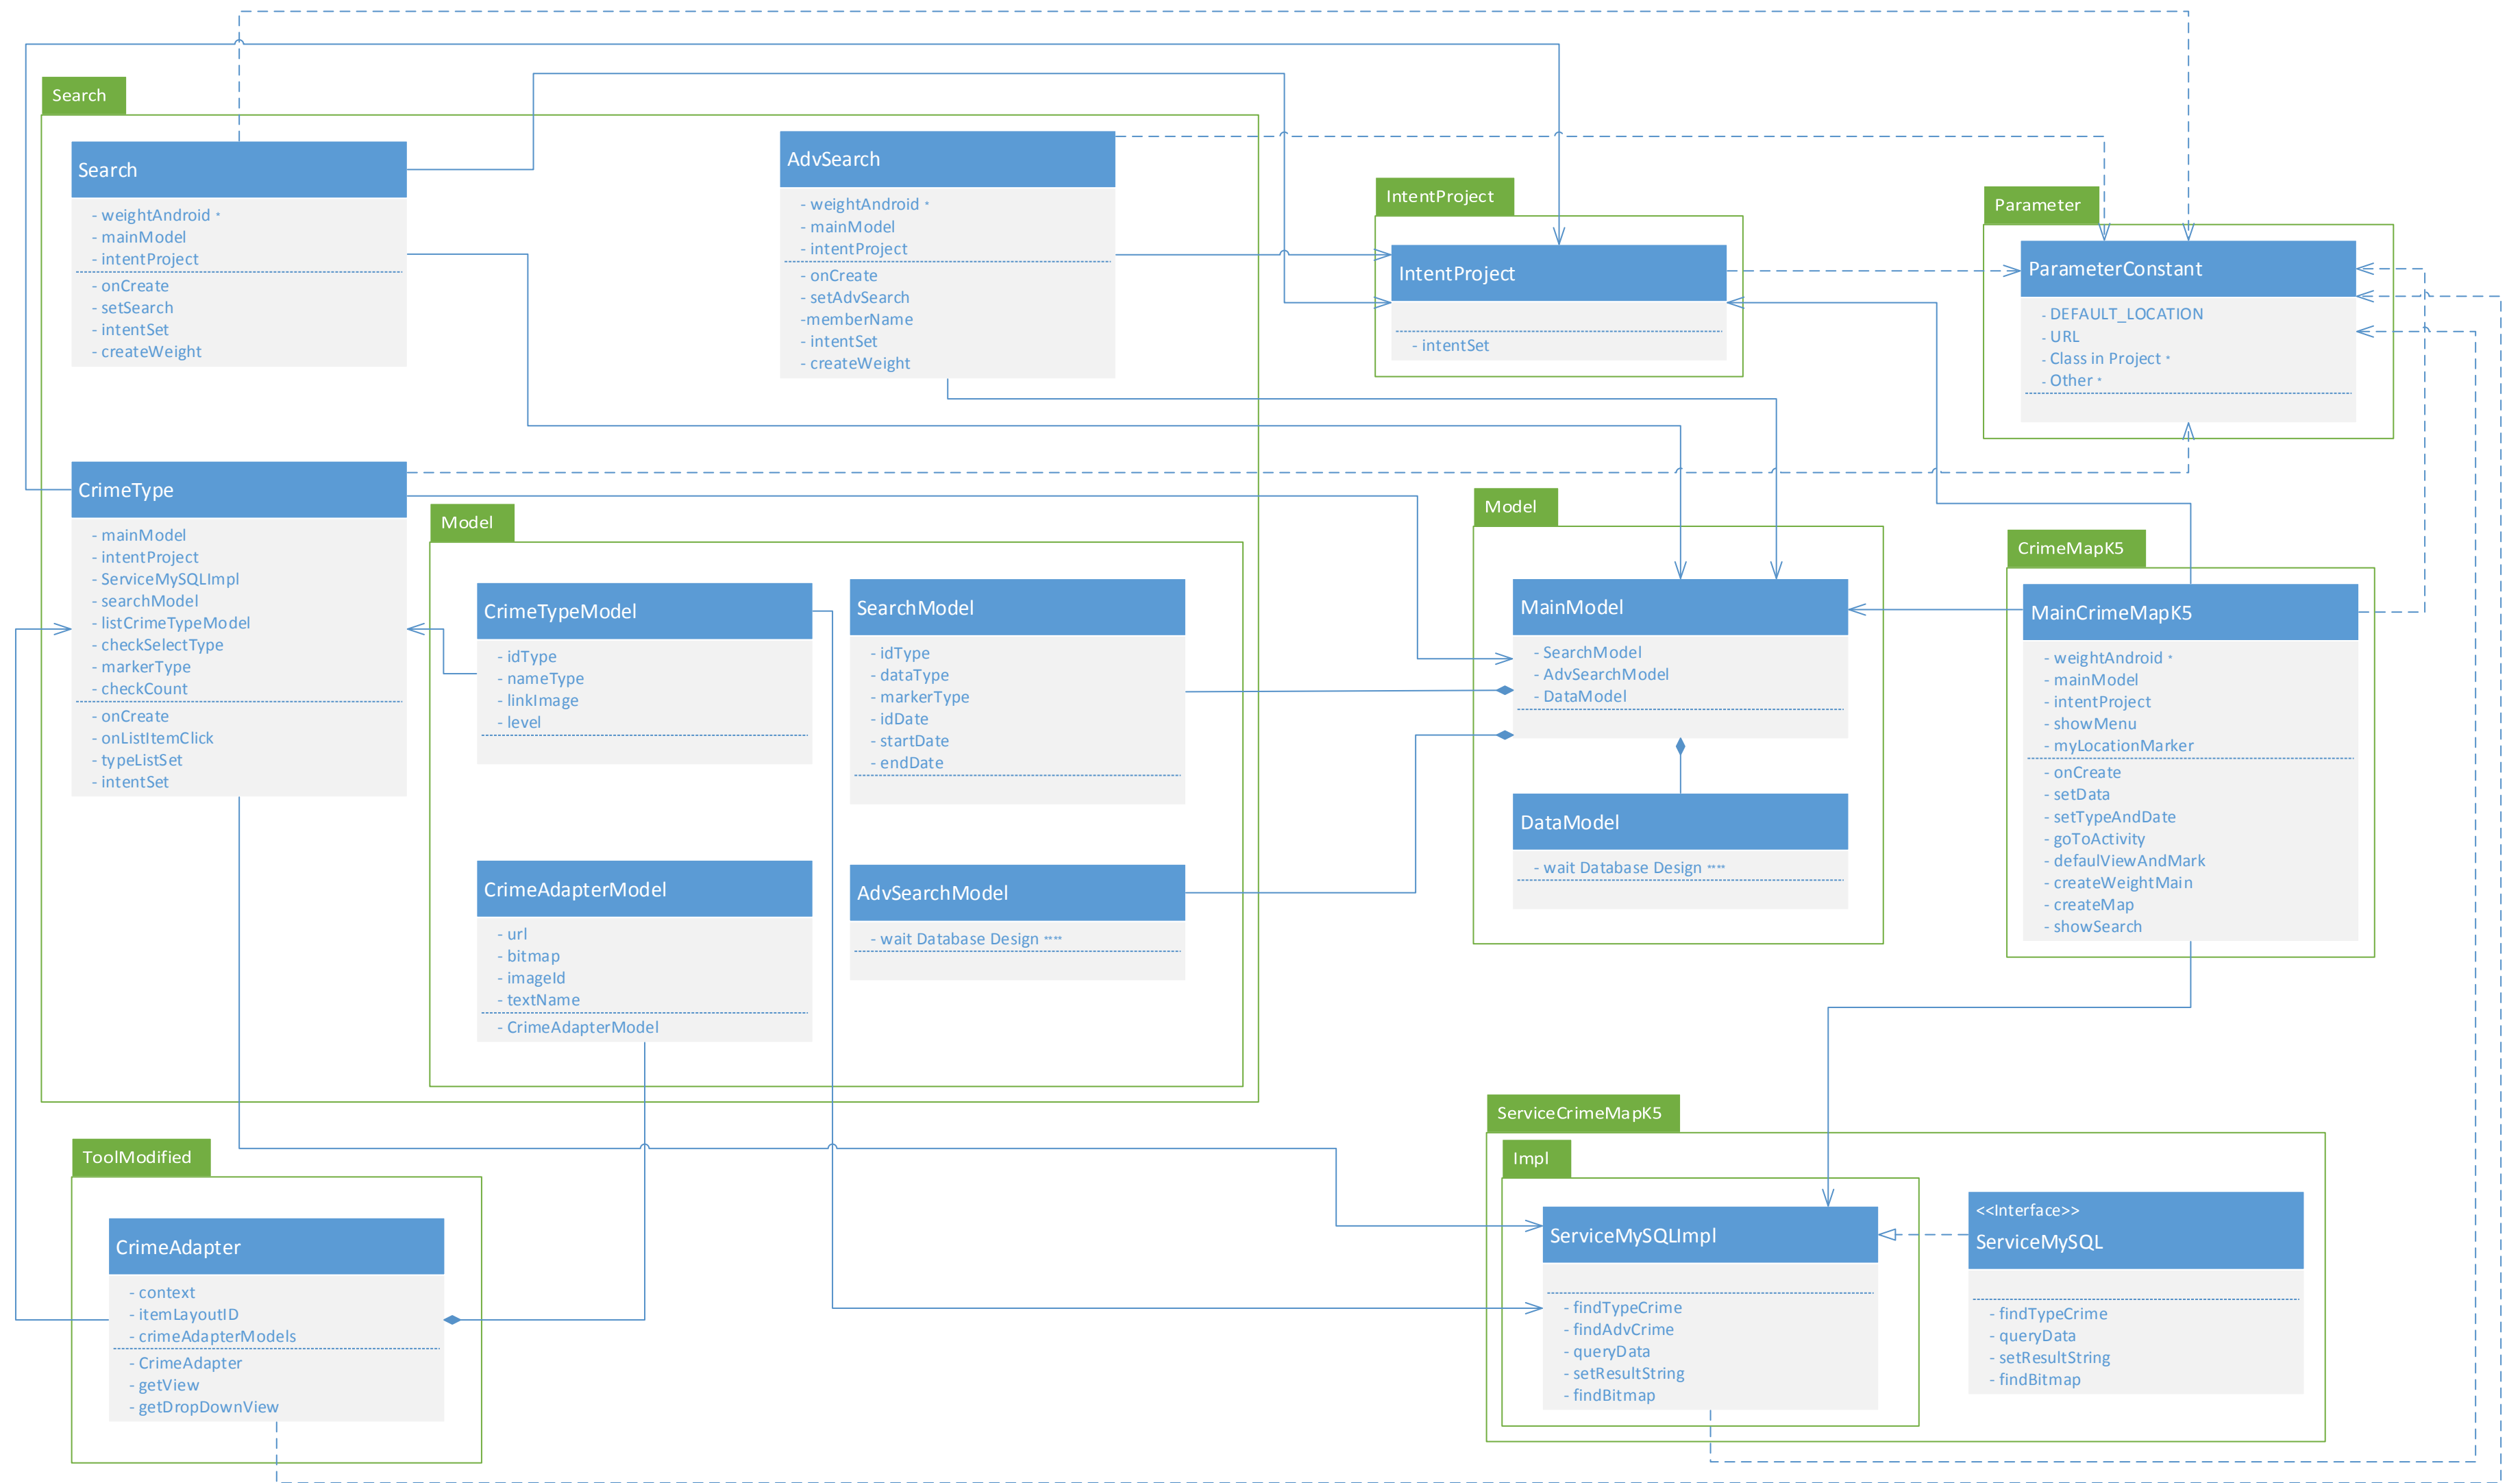 Search
Search
- weightAndroid *
- mainModel
- intentProject
- onCreate
- setSearch
- intentSet
- createWeight
AdvSearch
- weightAndroid *
- mainModel
- intentProject
- onCreate
- setAdvSearch
-memberName
- intentSet
- createWeight
IntentProject
IntentProject
- intentSet
Parameter
ParameterConstant
- DEFAULT_LOCATION
- URL
- Class in Project *
- Other *
CrimeType
- mainModel
- intentProject
- ServiceMySQLImpl
- searchModel
- listCrimeTypeModel
- checkSelectType
- markerType
- checkCount
- onCreate
- onListItemClick
- typeListSet
- intentSet
Model
CrimeTypeModel
- idType
- nameType
- linkImage
- level
SearchModel
- idType
- dataType
- markerType
- idDate
- startDate
- endDate
CrimeAdapterModel
- url
- bitmap
- imageId
- textName
- CrimeAdapterModel
AdvSearchModel
- wait Database Design ****
Model
MainModel
- SearchModel
- AdvSearchModel
- DataModel
DataModel
- wait Database Design ****
CrimeMapK5
MainCrimeMapK5
- weightAndroid *
- mainModel
- intentProject
- showMenu
- myLocationMarker
- onCreate
- setData
- setTypeAndDate
- goToActivity
- defaulViewAndMark
- createWeightMain
- createMap
- showSearch
ToolModified
CrimeAdapter
- context
- itemLayoutID
- crimeAdapterModels
- CrimeAdapter
- getView
- getDropDownView
ServiceCrimeMapK5
Impl
ServiceMySQLImpl
- findTypeCrime
- findAdvCrime
- queryData
- setResultString
- findBitmap
<<Interface>>
ServiceMySQL
- findTypeCrime
- queryData
- setResultString
- findBitmap